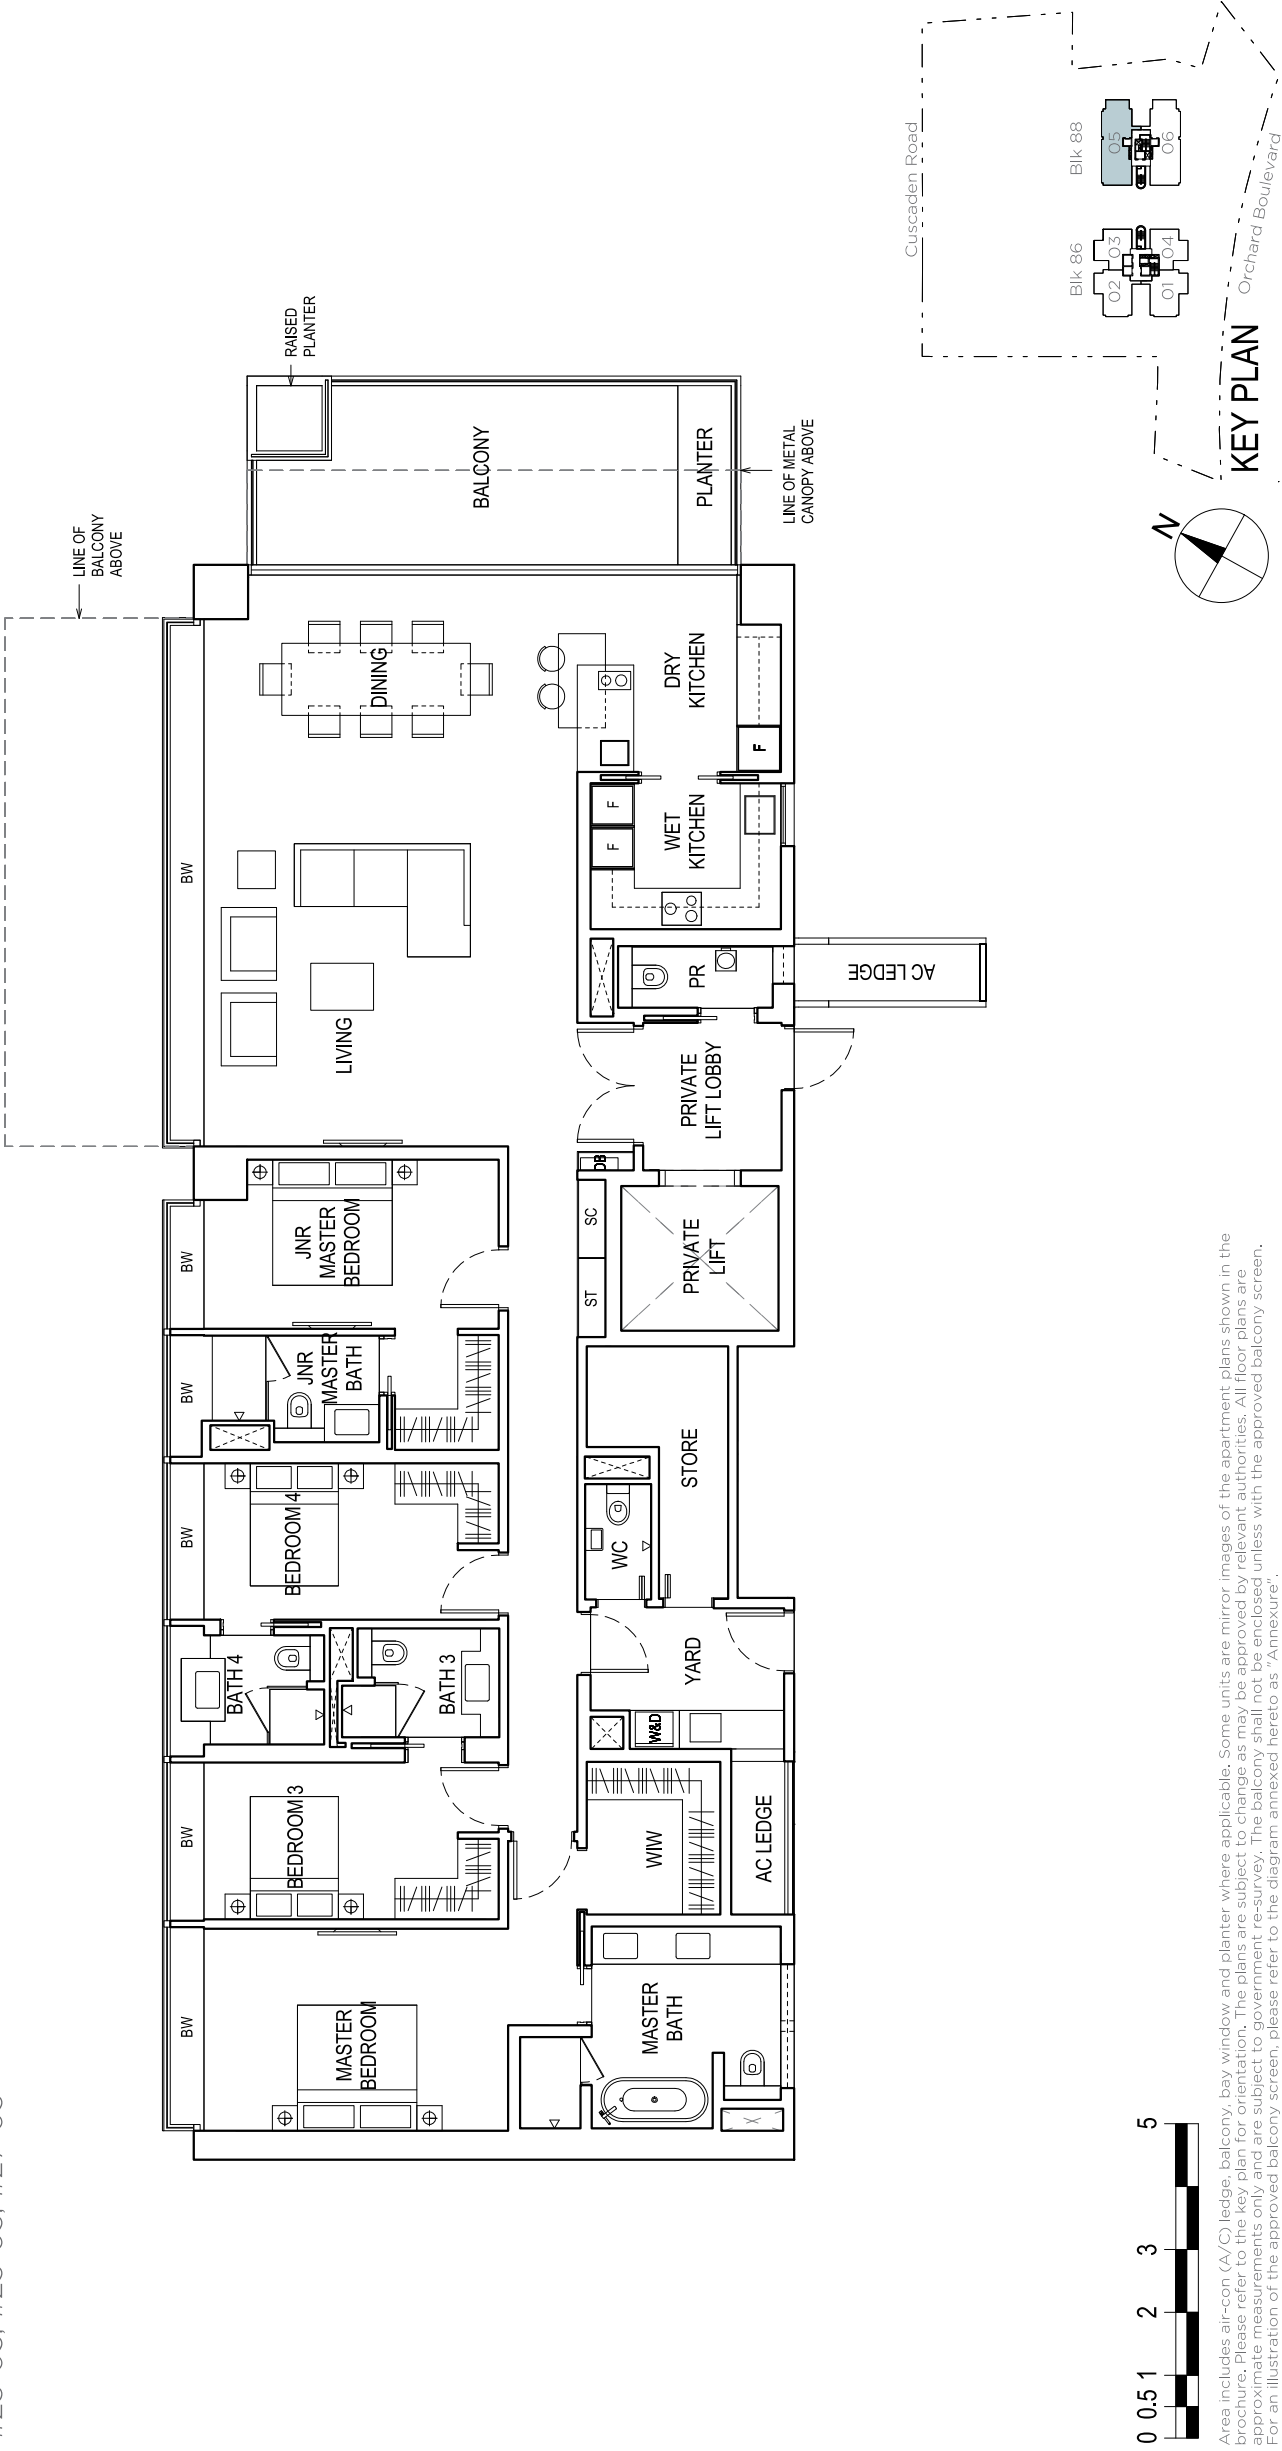 LINE OF
BALCONY
ABOVE
RAISED
PLANTER
BALCONY
PLANTER
LINE OF METAL
CANOPY ABOVE
BW
DINING
LIVING
DRY
KITCHEN
F
WET
KITCHEN
F
F
PR
AC LEDGE
PRIVATE
LIFT LOBBY
DB
SC
ST
PRIVATE
LIFT
BW
JNR
MASTER
BEDROOM
BW
JNR
MASTER
BATH
STORE
WC
BW
BEDROOM 4
BATH 4
BATH 3
YARD
W&D
BW
BEDROOM 3
WIW
AC LEDGE
BW
MASTER
BEDROOM
MASTER
BATH
Cuscaden Road
Blk 88
05
06
Blk 86
02
03
01
04
Orchard Boulevard
KEY PLAN
N
0 0.5 1 2 3 5
Area includes air-con (A/C) ledge, balcony, bay window and planter where applicable. Some units are mirror images of the apartment plans shown in the
brochure. Please refer to the key plan for orientation. The plans are subject to change as may be approved by relevant authorities. All floor plans are
approximate measurements only and are subject to government re-survey. The balcony shall not be enclosed unless with the approved balcony screen.
For an illustration of the approved balcony screen, please refer to the diagram annexed hereto as "Annexure".